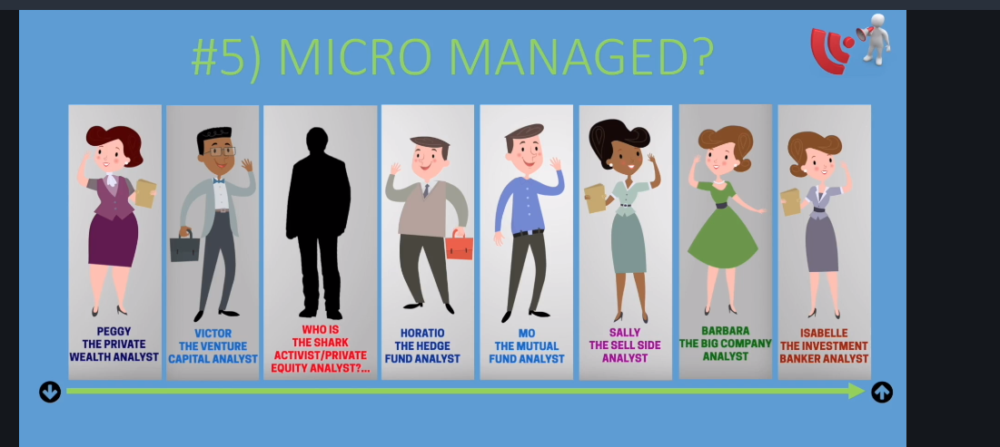 #5) MICRO MANAGED?
PEGGY
THE PRIVATE
WEALTH ANALYST
VICTOR
THE VENTURE
CAPITAL ANALYST
WHO IS
THE SHARK
ACTIVIST/PRIVATE
EQUITY ANALYST?...
HORATIO
THE HEDGE
FUND ANALYST
MO
THE MUTUAL
FUND ANALYST
SALLY
THE SELL SIDE
ANALYST
BARBARA
THE BIG COMPANY
ANALYST
ISABELLE
THE INVESTMENT
BANKER ANALYST